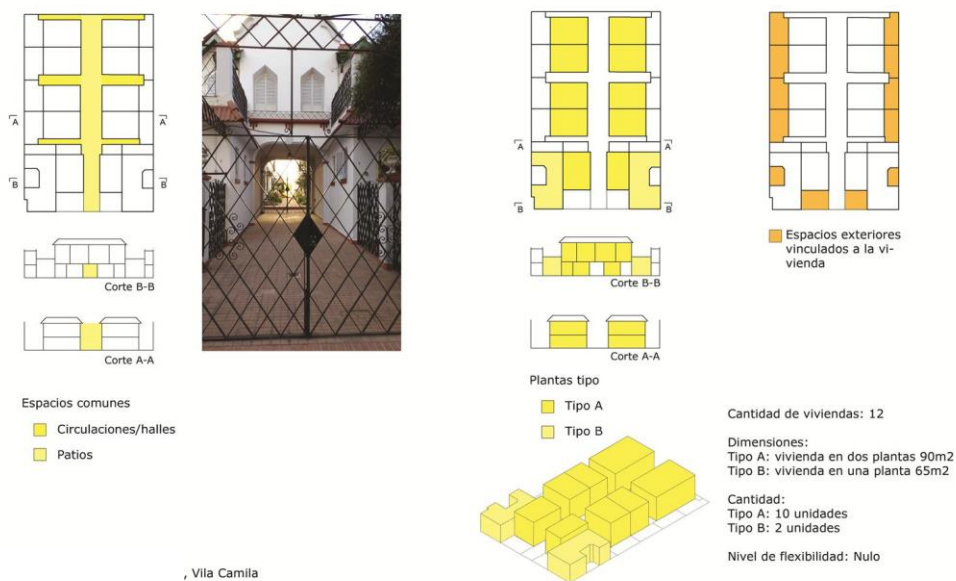 A
A
B
B
Corte B-B
Corte A-A
Espacios comunes
Circulaciones/halles
Patios
, Vila Camila
A
A
B
B
Corte B-B
Corte A-A
Plantas tipo
Tipo A
Tipo B
Espacios exteriores
vinculados a la vi-
vienda
Cantidad de viviendas: 12
Dimensiones:
Tipo A: vivienda en dos plantas 90m2
Tipo B: vivienda en una planta 65m2
Cantidad:
Tipo A: 10 unidades
Tipo B: 2 unidades
Nivel de flexibilidad: Nulo